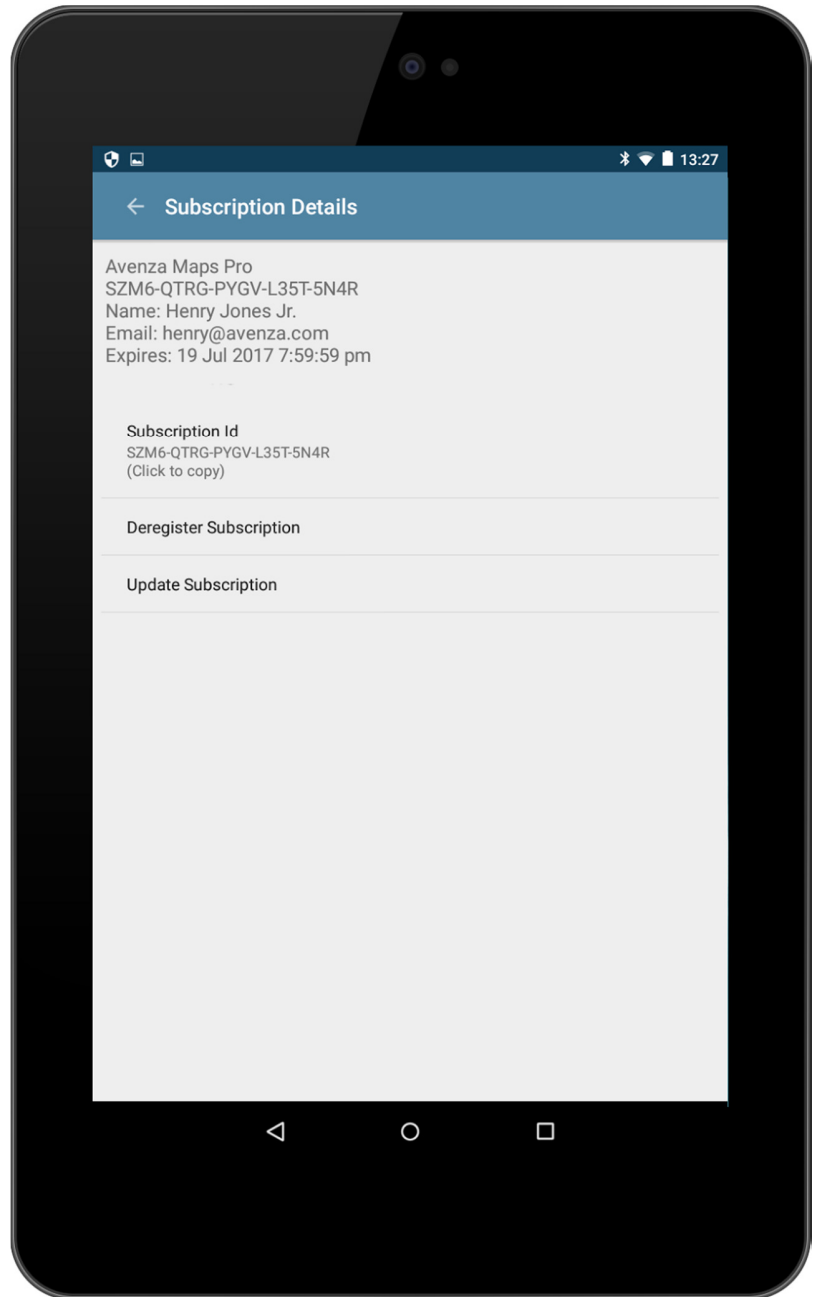 13:27
Subscription Details
Avenza Maps Pro
SZM6-QTRG-PYGV-L35T-5N4R
Name: Henry Jones Jr.
Email: henry@avenza.com
Expires: 19 Jul 2017 7:59:59 pm
Subscription Id
SZM6-QTRG-PYGV-L35T-5N4R
(Click to copy)
Deregister Subscription
Update Subscription